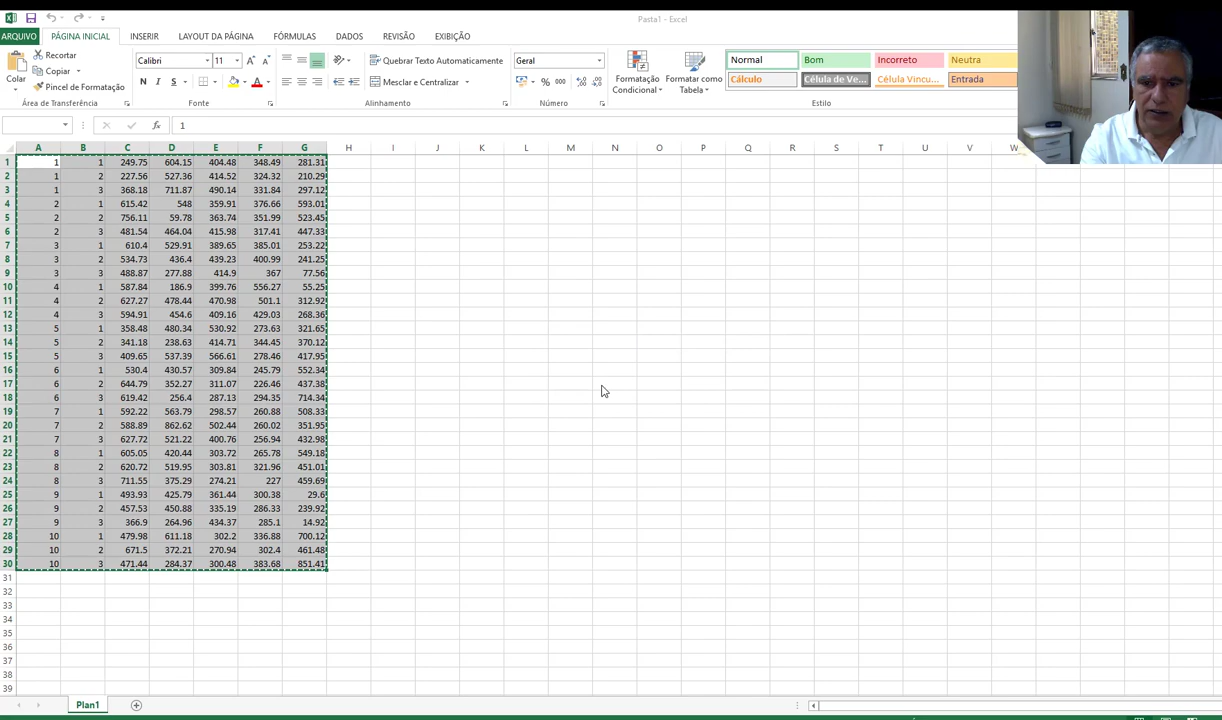 Pasta1 - Excel
ARQUIVO PÁGINA INICIAL INSERIR LAYOUT DA PÁGINA FÓRMULAS DADOS REVISÃO EXIBIÇÃO
Colar
Recortar
Copiar
Pincel de Formatação
Área de Transferência
Calibri 11
N I S
Fonte
Quebrar Texto Automaticamente
Mesclar e Centralizar
Alinhamento
Geral
% 000
Número
Formatação Condicional
Formatar como Tabela
Normal Bom Incorreto Neutra
Cálculo Célula de Ve... Célula Vincu... Entrada
Estilo
fx 1
A B C D E F G H I J K L M N O P Q R S T U V W
1 1 1 249.75 604.15 404.48 348.49 281.31
2 1 2 227.56 527.36 414.52 324.32 210.29
3 1 3 368.18 711.87 490.14 331.84 297.12
4 2 1 615.42 548 359.91 376.66 593.01
5 2 2 756.11 59.78 363.74 351.99 523.45
6 2 3 481.54 464.04 415.98 317.41 447.33
7 3 1 610.4 529.91 389.65 385.01 253.22
8 3 2 534.73 436.4 439.23 400.99 241.25
9 3 3 488.87 277.88 414.9 367 77.56
10 4 1 587.84 186.9 399.76 556.27 55.25
11 4 2 627.27 478.44 470.98 501.1 312.92
12 4 3 594.91 454.6 409.16 429.03 268.36
13 5 1 358.48 480.34 530.92 273.63 321.65
14 5 2 341.18 238.63 414.71 344.45 370.12
15 5 3 409.65 537.39 566.61 278.46 417.95
16 6 1 530.4 430.57 309.84 245.79 552.34
17 6 2 644.79 352.27 311.07 226.46 437.38
18 6 3 619.42 256.4 287.13 294.35 714.34
19 7 1 592.22 563.79 298.57 260.88 508.33
20 7 2 588.89 862.62 502.44 260.02 351.95
21 7 3 627.72 521.22 400.76 256.94 432.98
22 8 1 605.05 420.44 303.72 265.78 549.18
23 8 2 620.72 519.95 303.81 321.96 451.01
24 8 3 711.55 375.29 274.21 227 459.69
25 9 1 493.93 425.79 361.44 300.38 29.6
26 9 2 457.53 450.88 335.19 286.33 239.92
27 9 3 366.9 264.96 434.37 285.1 14.92
28 10 1 479.98 611.18 302.2 336.88 700.12
29 10 2 671.5 372.21 270.94 302.4 461.48
30 10 3 471.44 284.37 300.48 383.68 851.41
31
32
33
34
35
36
37
38
39
Plan1